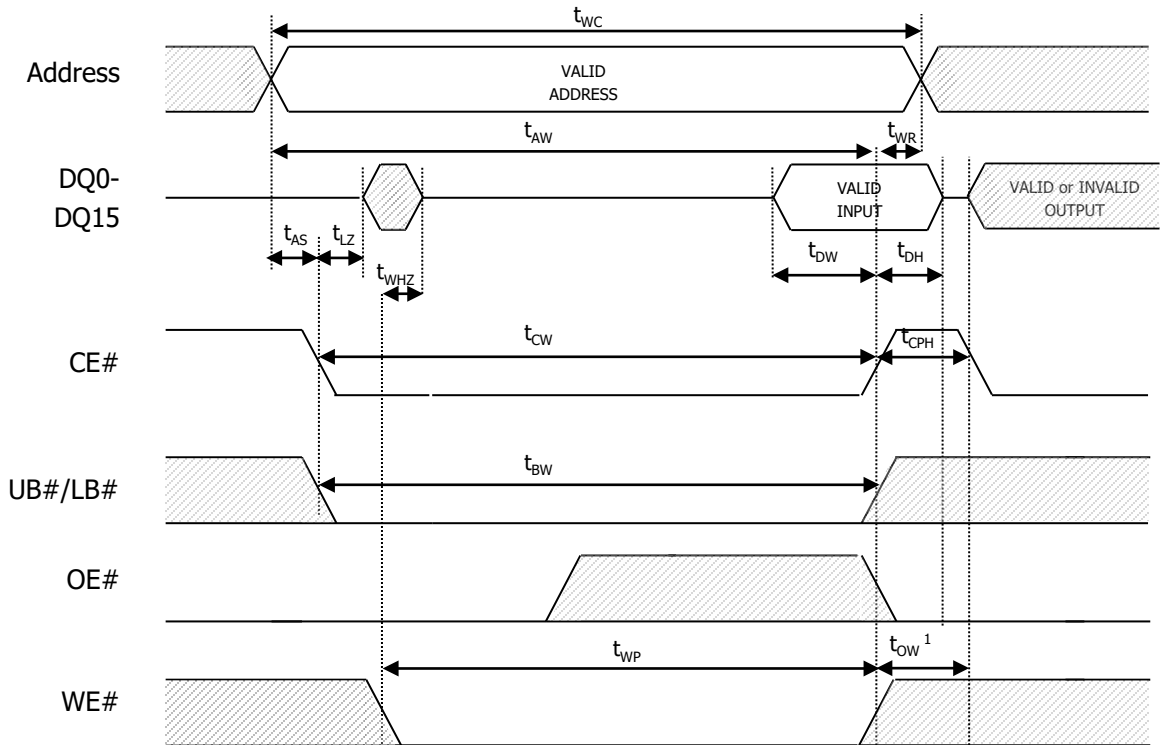 tWC
Address
VALID
ADDRESS
tAW
tWR
DQ0-
DQ15
VALID
INPUT
VALID or INVALID
OUTPUT
tAS
tLZ
tDW
tDH
tWHZ
CE#
tCW
tCPH
UB#/LB#
tBW
OE#
tWP
tOW 1
WE#